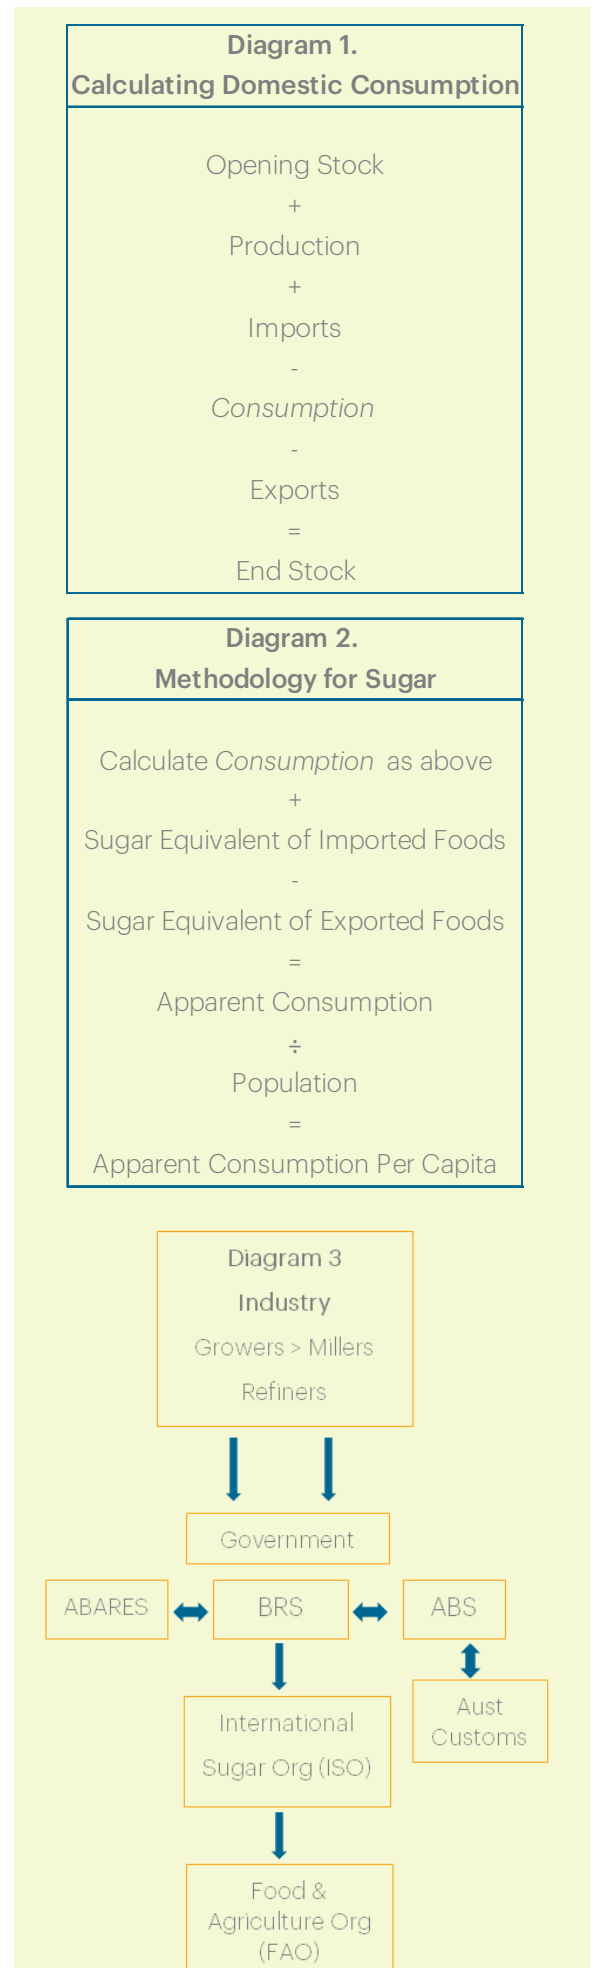 Diagram 1.
Calculating Domestic Consumption
Opening Stock
+
Production
+
Imports
-
Consumption
-
Exports
=
End Stock
Diagram 2.
Methodology for Sugar
Calculate Consumption as above
+
Sugar Equivalent of Imported Foods
-
Sugar Equivalent of Exported Foods
=
Apparent Consumption
÷
Population
=
Apparent Consumption Per Capita
Diagram 3
Industry
Growers > Millers
Refiners
Government
ABARES
BRS
ABS
Aust
Customs
International
Sugar Org (ISO)
Food &
Agriculture Org
(FAO)